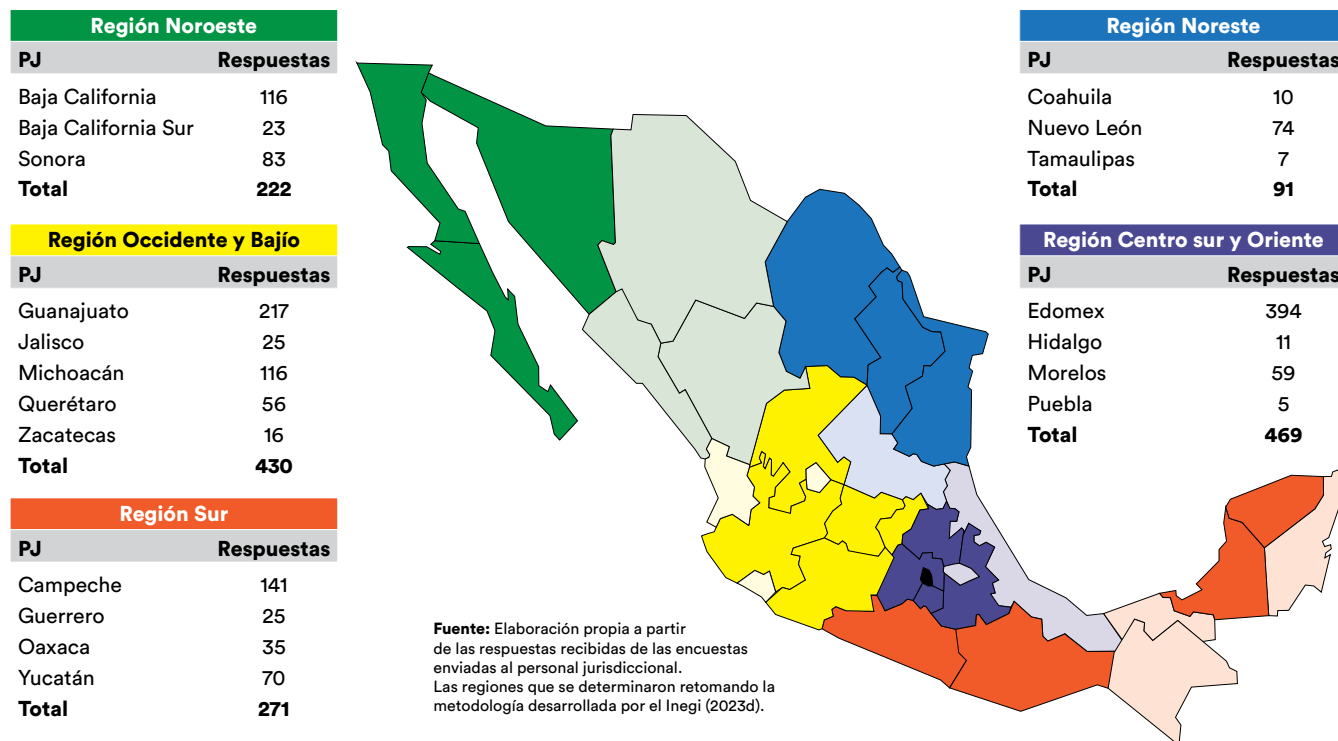 Región Noroeste
PJ Respuestas
Baja California 116
Baja California Sur 23
Sonora 83
Total 222
Región Occidente y Bajío
PJ Respuestas
Guanajuato 217
Jalisco 25
Michoacán 116
Querétaro 56
Zacatecas 16
Total 430
Región Sur
PJ Respuestas
Campeche 141
Guerrero 25
Oaxaca 35
Yucatán 70
Total 271
Fuente: Elaboración propia a partir
de las respuestas recibidas de las encuestas
enviadas al personal jurisdiccional.
Las regiones que se determinaron retomando la
metodología desarrollada por el Inegi (2023d).
Región Noreste
PJ Respuestas
Coahuila 10
Nuevo León 74
Tamaulipas 7
Total 91
Región Centro sur y Oriente
PJ Respuestas
Edomex 394
Hidalgo 11
Morelos 59
Puebla 5
Total 469